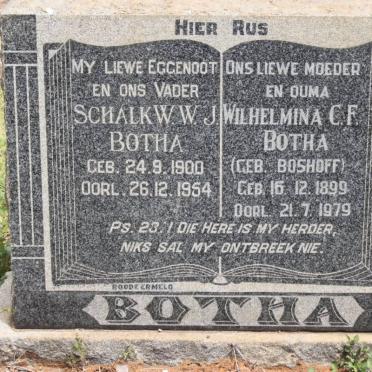 HIER RUS
MY LIEWE EGGENOOT
EN ONS VADER
SCHALK W. W. J.
BOTHA
GEB. 24.9.1900
OORL. 26.12.1954
ONS LIEWE MOEDER
EN OUMA
WILHELMINA C. F.
BOTHA
(GEB. BOSHOFF)
GEB. 16.12.1899
OORL. 21.7.1979
PS. 23.1 DIE HERE IS MY HERDER,
NIKS SAL MY ONTBREEK NIE.
ROODE ERMELO
BOTHA